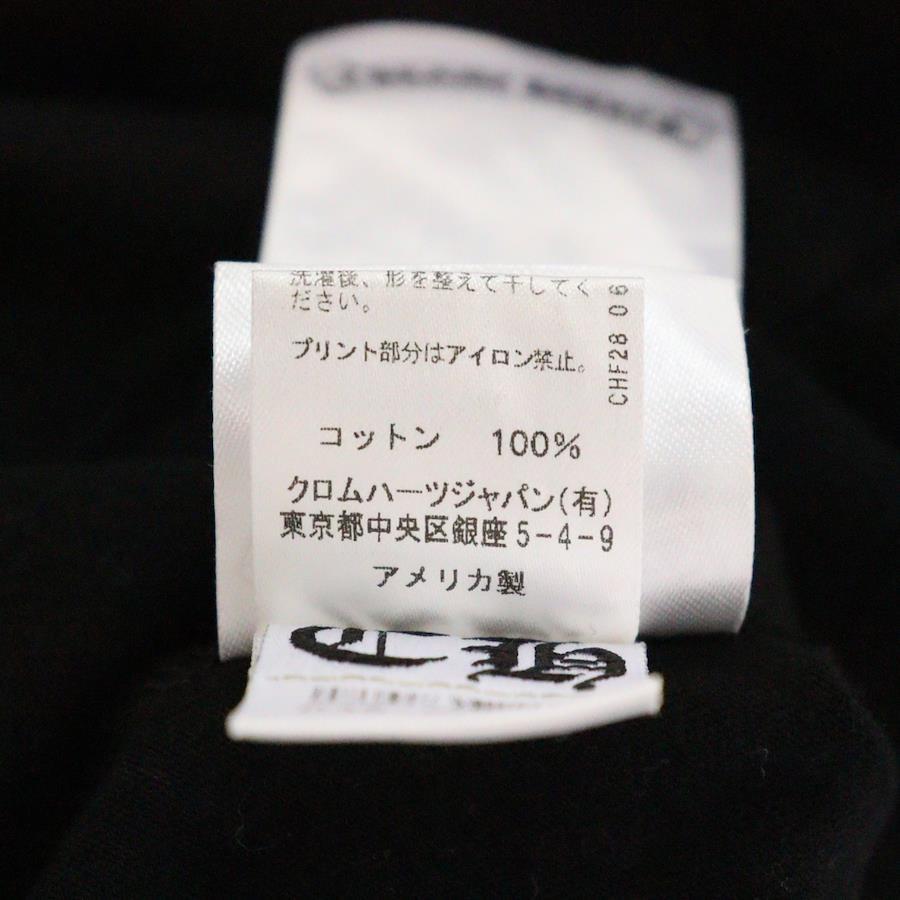 洗濯後、形を整えて干してく
ださい。
プリント部分はアイロン禁止。
CHF28 06
コットン 100%
クロムハーツジャパン(有)
東京都中央区銀座5-4-9
アメリカ製